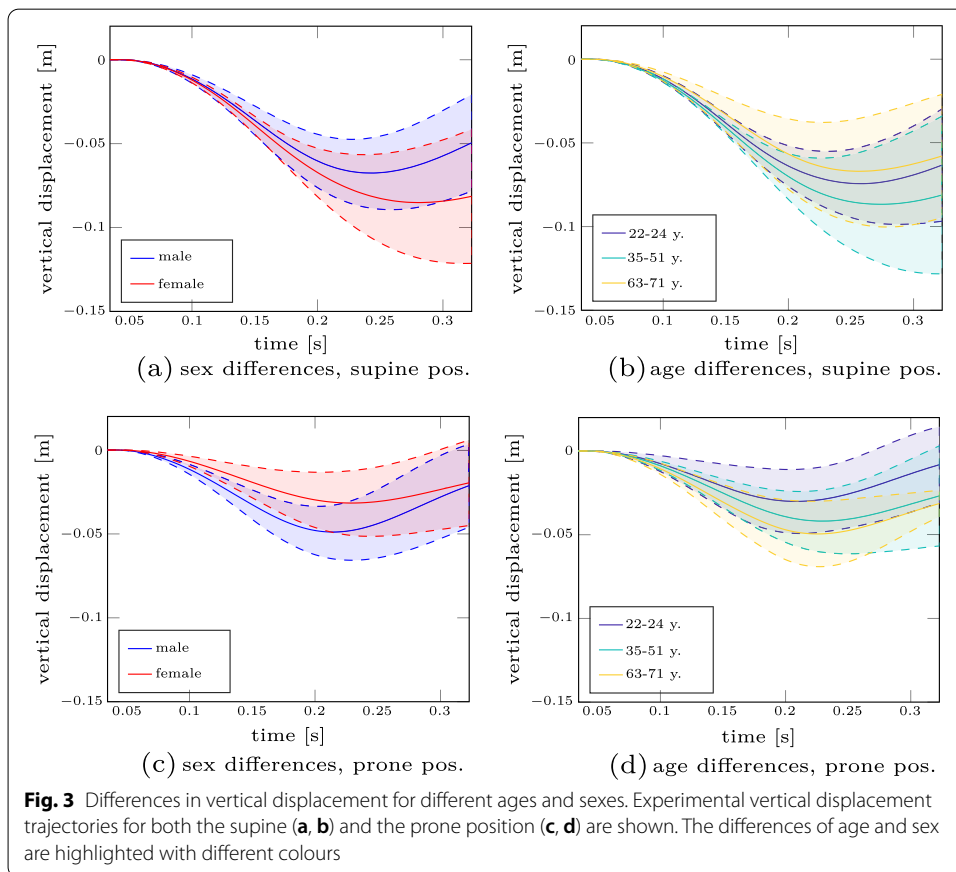 0
−0.05
−0.1
−0.15
0.05 0.1 0.15 0.2 0.25 0.3
vertical displacement [m]
time [s]
male
female
(a) sex differences, supine pos.
0
−0.05
−0.1
−0.15
0.05 0.1 0.15 0.2 0.25 0.3
vertical displacement [m]
time [s]
22-24 y.
35-51 y.
63-71 y.
(b) age differences, supine pos.
0
−0.05
−0.1
−0.15
0.05 0.1 0.15 0.2 0.25 0.3
vertical displacement [m]
time [s]
male
female
(c) sex differences, prone pos.
0
−0.05
−0.1
−0.15
0.05 0.1 0.15 0.2 0.25 0.3
vertical displacement [m]
time [s]
22-24 y.
35-51 y.
63-71 y.
(d) age differences, prone pos.
Fig. 3 Differences in vertical displacement for different ages and sexes. Experimental vertical displacement
trajectories for both the supine (a, b) and the prone position (c, d) are shown. The differences of age and sex
are highlighted with different colours